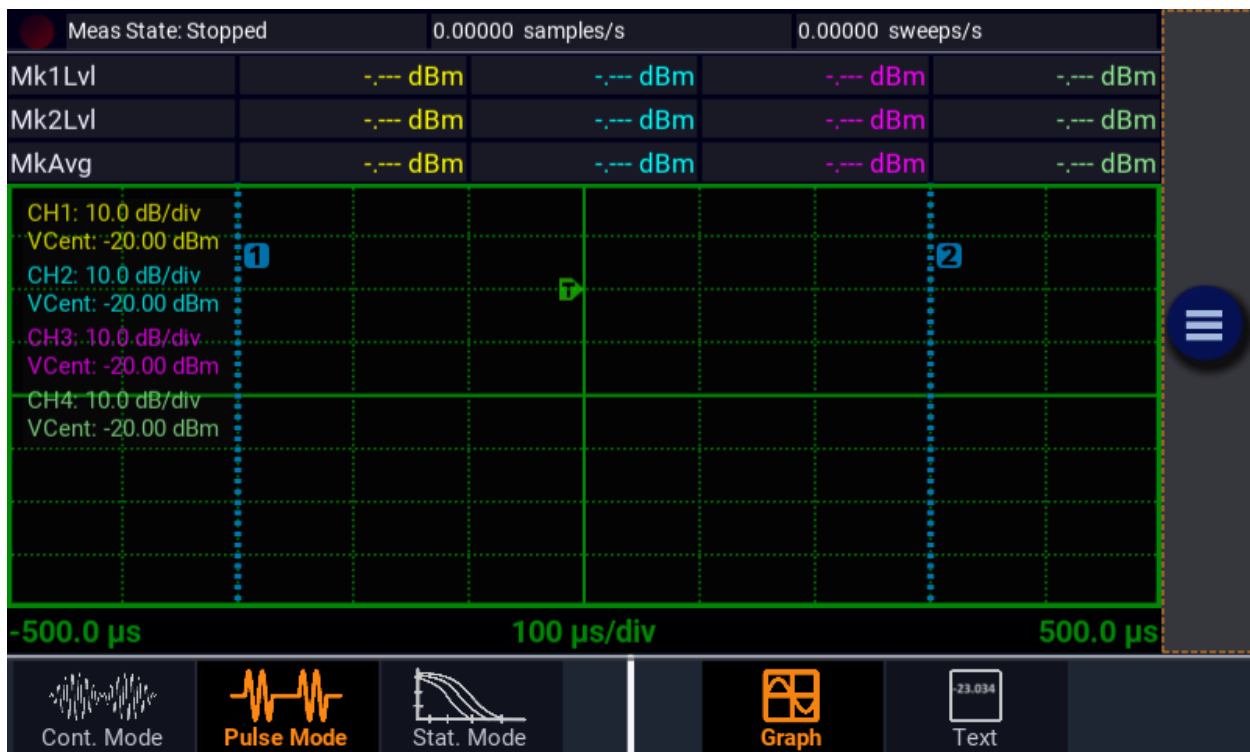 Meas State: Stopped 0.00000 samples/s 0.00000 sweeps/s
Mk1Lvl -.--- dBm -.--- dBm -.--- dBm -.--- dBm
Mk2Lvl -.--- dBm -.--- dBm -.--- dBm -.--- dBm
MkAvg -.--- dBm -.--- dBm -.--- dBm -.--- dBm
CH1: 10.0 dB/div
VCent: -20.00 dBm
1 2
CH2: 10.0 dB/div
T
VCent: -20.00 dBm
CH3: 10.0 dB/div
VCent: -20.00 dBm
CH4: 10.0 dB/div
VCent: -20.00 dBm
-500.0 µs 100 µs/div 500.0 µs
-23.034
Cont. Mode Pulse Mode Stat. Mode Graph Text